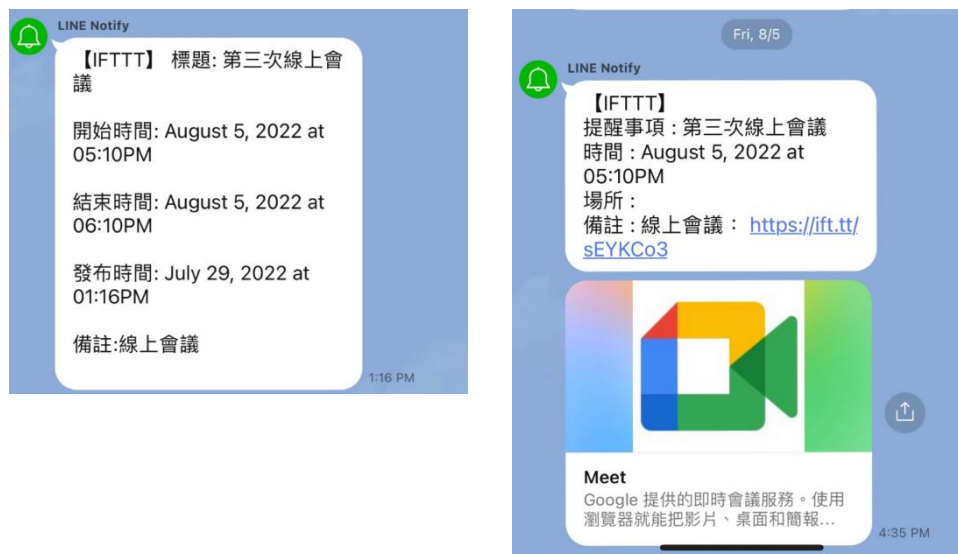 LINE Notify
【IFTTT】 標題: 第三次線上會
議
開始時間: August 5, 2022 at
05:10PM
結束時間: August 5, 2022 at
06:10PM
發布時間: July 29, 2022 at
01:16PM
備註:線上會議
1:16 PM
Fri, 8/5
LINE Notify
【IFTTT】
提醒事項 : 第三次線上會議
時間 : August 5, 2022 at
05:10PM
場所 :
備註 : 線上會議： https://ift.tt/
sEYKCo3
Meet
Google 提供的即時會議服務。使用
瀏覽器就能把影片、桌面和簡報...
4:35 PM